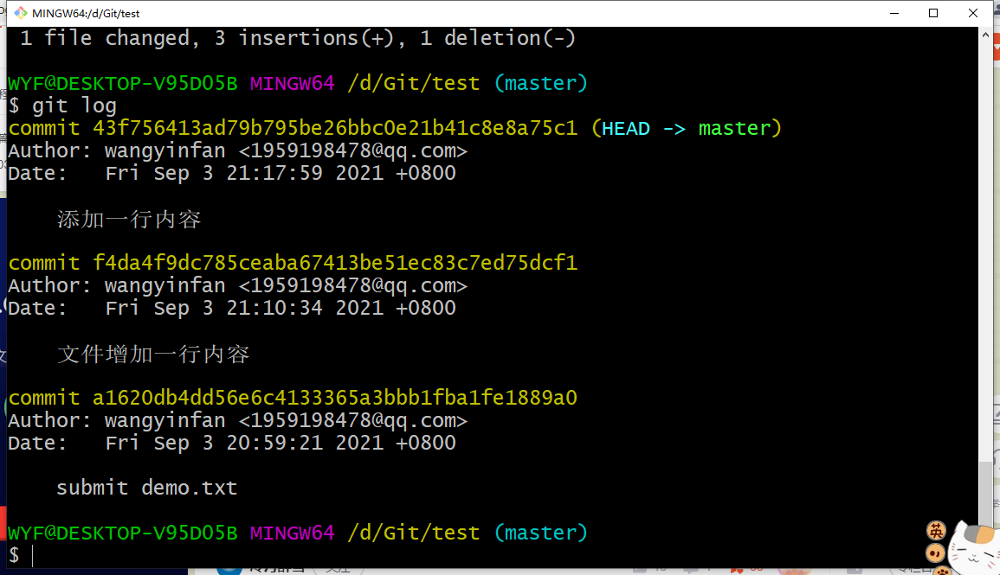 MINGW64:/d/Git/test
1 file changed, 3 insertions(+), 1 deletion(-)
WYF@DESKTOP-V95D05B MINGW64 /d/Git/test (master)
$ git log
commit 43f756413ad79b795be26bbc0e21b41c8e8a75c1 (HEAD -> master)
Author: wangyinfan <1959198478@qq.com>
Date:   Fri Sep 3 21:17:59 2021 +0800
添加一行内容
commit f4da4f9dc785ceaba67413be51ec83c7ed75dcf1
Author: wangyinfan <1959198478@qq.com>
Date:   Fri Sep 3 21:10:34 2021 +0800
文件增加一行内容
commit a1620db4dd56e6c4133365a3bbb1fba1fe1889a0
Author: wangyinfan <1959198478@qq.com>
Date:   Fri Sep 3 20:59:21 2021 +0800
submit demo.txt
WYF@DESKTOP-V95D05B MINGW64 /d/Git/test (master)
$
英